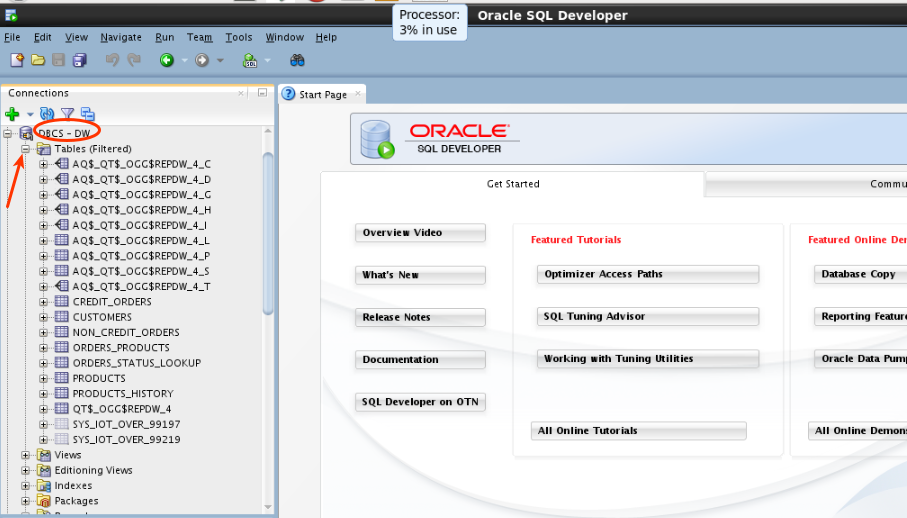 Processor:
3% in use
Oracle SQL Developer
File Edit View Navigate Run Team Tools Window Help
SQL
Connections
Start Page
DBCS - DW
Tables (Filtered)
AQ$_QT$_OGG$REPDW_4_C
AQ$_QT$_OGG$REPDW_4_D
AQ$_QT$_OGG$REPDW_4_G
AQ$_QT$_OGG$REPDW_4_H
AQ$_QT$_OGG$REPDW_4_I
AQ$_QT$_OGG$REPDW_4_L
AQ$_QT$_OGG$REPDW_4_P
AQ$_QT$_OGG$REPDW_4_S
AQ$_QT$_OGG$REPDW_4_T
CREDIT_ORDERS
CUSTOMERS
NON_CREDIT_ORDERS
ORDERS_PRODUCTS
ORDERS_STATUS_LOOKUP
PRODUCTS
PRODUCTS_HISTORY
QT$_OGG$REPDW_4
SYS_IOT_OVER_99197
SYS_IOT_OVER_99219
Views
Editioning Views
Indexes
Packages
ORACLE
SQL DEVELOPER
Get Started
Commu
Overview Video
What's New
Release Notes
Documentation
SQL Developer on OTN
Featured Tutorials
Optimizer Access Paths
SQL Tuning Advisor
Working with Tuning Utilities
All Online Tutorials
Featured Online Der
Database Copy
Reporting Feature
Oracle Data Pump
All Online Demon